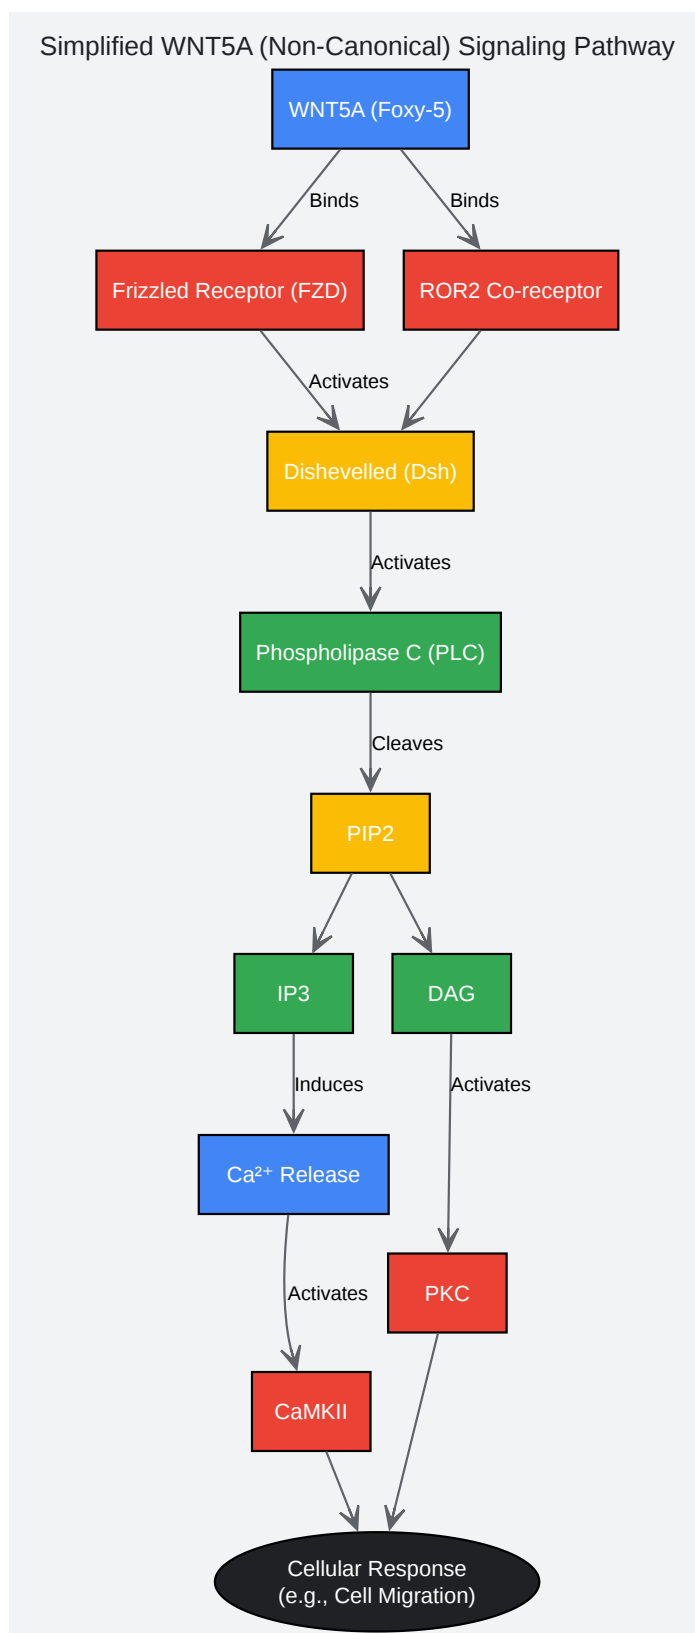 Simplified WNT5A (Non-Canonical) Signaling Pathway
WNT5A (Foxy-5)
Binds
Binds
Frizzled Receptor (FZD)
ROR2 Co-receptor
Activates
Dishevelled (Dsh)
Activates
Phospholipase C (PLC)
Cleaves
PIP2
IP3
DAG
Induces
Activates
Ca²⁺ Release
Activates
PKC
CaMKII
Cellular Response
(e.g., Cell Migration)